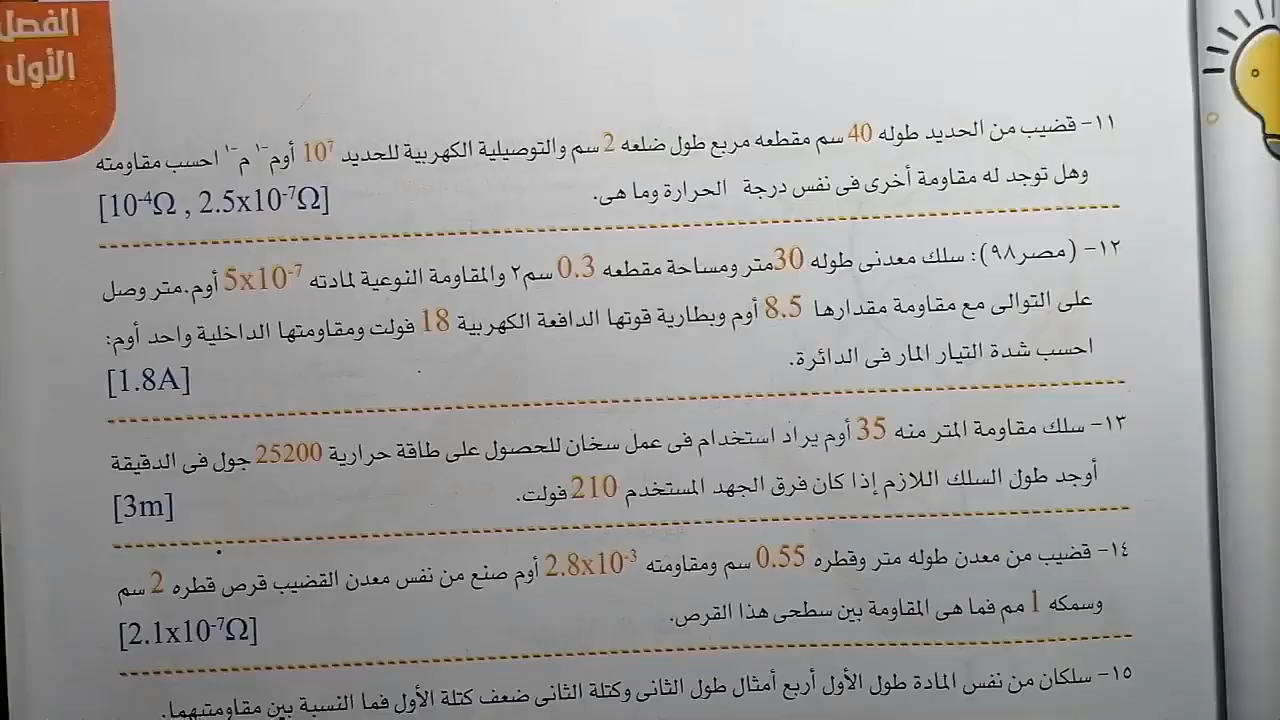 الفصل
الأول
١١- قضيب من الحديد طوله 40 سم مقطعه مربع طول ضلعه 2 سم والتوصيلية الكهربية للحديد 10⁷ أوم⁻¹ م⁻¹ احسب مقاومته
وهل توجد له مقاومة أخرى فى نفس درجة الحرارة وما هى.
[10⁻⁴Ω , 2.5x10⁻⁷Ω]
١٢- (مصر٩٨): سلك معدنى طوله 30 متر ومساحة مقطعه 0.3 سم٢ والمقاومة النوعية لمادته 5x10⁻⁷ أوم.متر وصل
على التوالى مع مقاومة مقدارها 8.5 أوم وبطارية قوتها الدافعة الكهربية 18 فولت ومقاومتها الداخلية واحد أوم:
احسب شدة التيار المار فى الدائرة.
[1.8A]
١٣- سلك مقاومة المتر منه 35 أوم يراد استخدام فى عمل سخان للحصول على طاقة حرارية 25200 جول فى الدقيقة
أوجد طول السلك اللازم إذا كان فرق الجهد المستخدم 210 فولت.
[3m]
١٤- قضيب من معدن طوله متر وقطره 0.55 سم ومقاومته 2.8x10⁻³ أوم صنع من نفس معدن القضيب قرص قطره 2 سم
وسمكه 1 مم فما هى المقاومة بين سطحى هذا القرص.
[2.1x10⁻⁷Ω]
١٥- سلكان من نفس المادة طول الأول أربع أمثال طول الثانى وكتلة الثانى ضعف كتلة الأول فما النسبة بين مقاومتيهما.